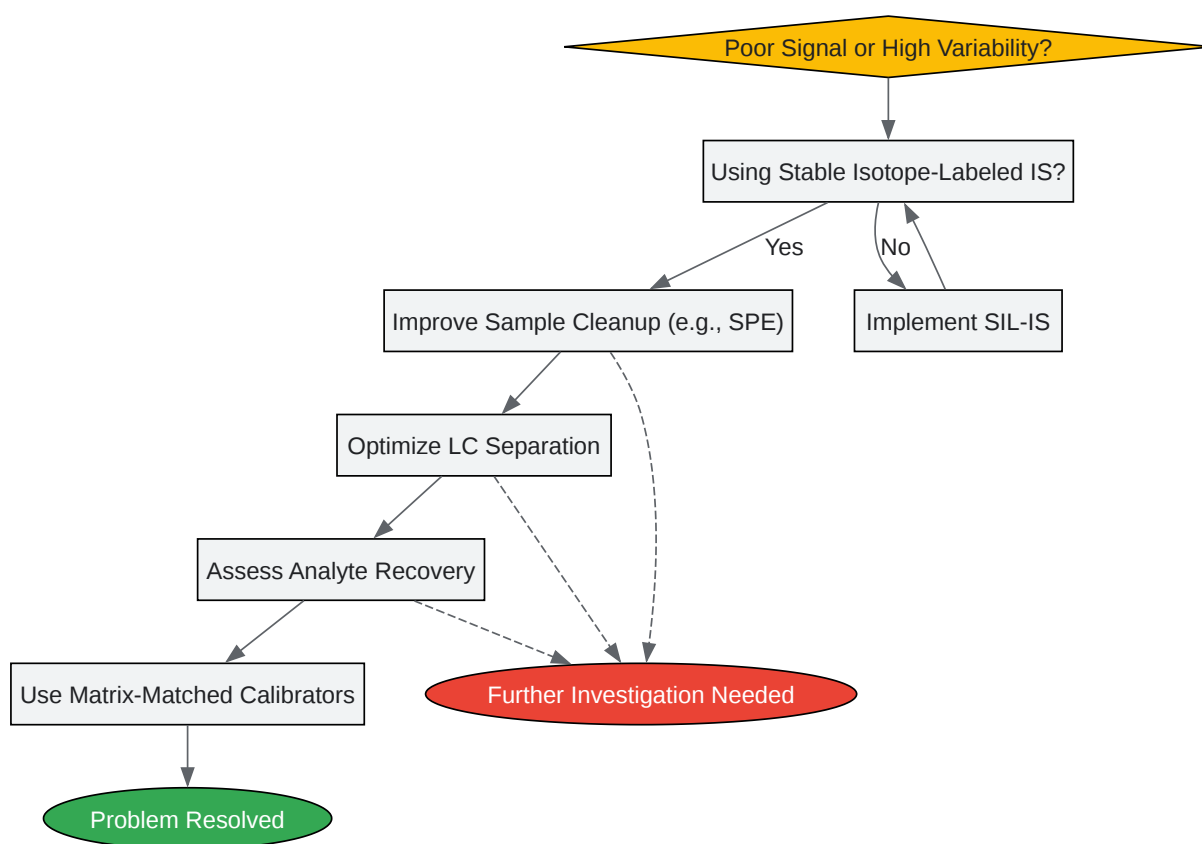 Poor Signal or High Variability?
Using Stable Isotope-Labeled IS?
Yes
No
Improve Sample Cleanup (e.g., SPE)
Implement SIL-IS
Optimize LC Separation
Assess Analyte Recovery
Use Matrix-Matched Calibrators
Further Investigation Needed
Problem Resolved